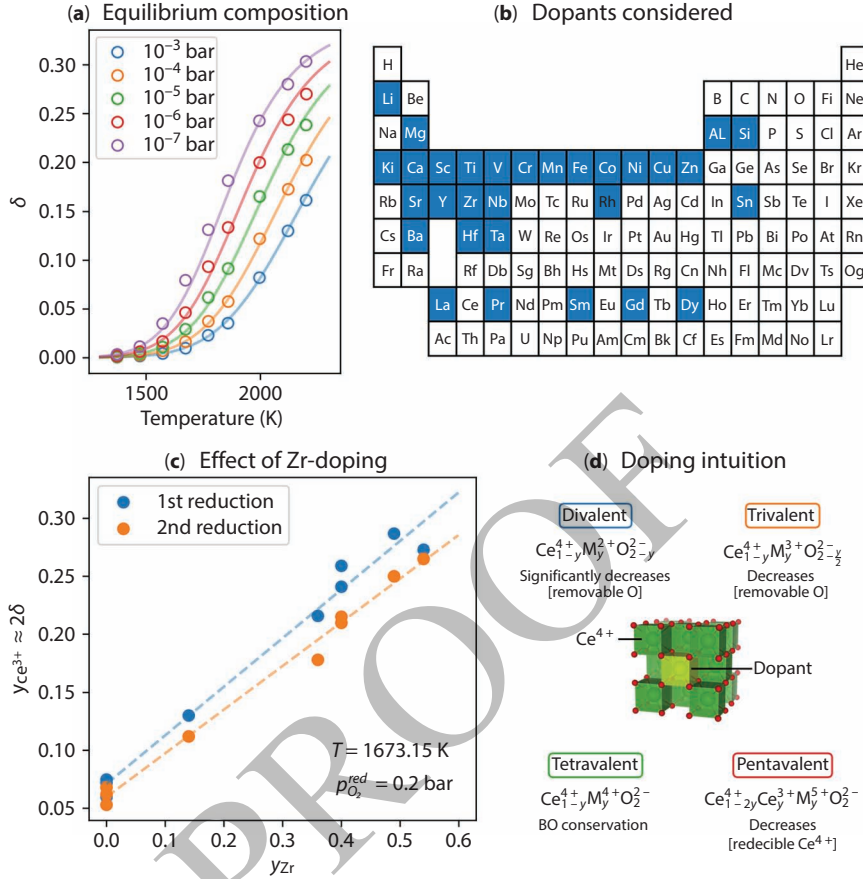 (a) Equilibrium composition
10⁻³ bar
10⁻⁴ bar
10⁻⁵ bar
10⁻⁶ bar
10⁻⁷ bar
0.30
0.25
0.20
0.15
0.10
0.05
0.00
δ
1500 2000
Temperature (K)
(b) Dopants considered
H He
Li Be B C N O Fi Ne
Na Mg AL Si P S Cl Ar
Ki Ca Sc Ti V Cr Mn Fe Co Ni Cu Zn Ga Ge As Se Br Kr
Rb Sr Y Zr Nb Mo Tc Ru Rh Pd Ag Cd In Sn Sb Te I Xe
Cs Ba Hf Ta W Re Os Ir Pt Au Hg Tl Pb Bi Po At Rn
Fr Ra Rf Db Sg Bh Hs Mt Ds Rg Cn Nh Fl Mc Dv Ts Og
La Ce Pr Nd Pm Sm Eu Gd Tb Dy Ho Er Tm Yb Lu
Ac Th Pa U Np Pu Am Cm Bk Cf Es Fm Md No Lr
(c) Effect of Zr-doping
1st reduction
2nd reduction
0.30
0.25
0.20
0.15
0.10
0.05
y_Ce³⁺ ≈ 2δ
T = 1673.15 K
p_O₂^red = 0.2 bar
0.0 0.1 0.2 0.3 0.4 0.5 0.6
y_Zr
(d) Doping intuition
Divalent
Ce⁴⁺₁₋yM²⁺yO²⁻₂₋y
Significantly decreases
[removable O]
Trivalent
Ce⁴⁺₁₋yM³⁺yO²⁻₂₋y/₂
Decreases
[removable O]
Ce⁴⁺
Dopant
Tetravalent
Ce⁴⁺₁₋yM⁴⁺yO²⁻₂
BO conservation
Pentavalent
Ce⁴⁺₁₋₂yCe³⁺yM⁵⁺yO²⁻₂
Decreases
[redecible Ce⁴⁺]
PROOF